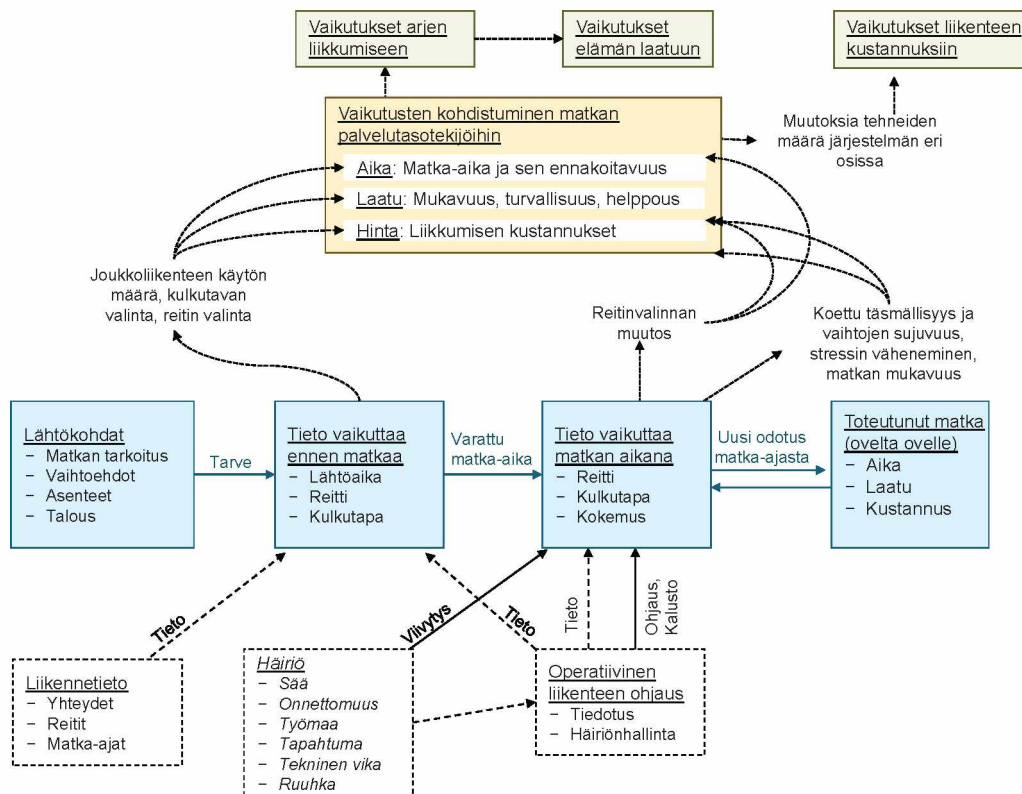 Vaikutukset arjen
liikkumiseen
Vaikutukset
elämän laatuun
Vaikutukset liikenteen
kustannuksiin
Vaikutusten kohdistuminen matkan
palvelutasotekijöihin
Aika: Matka-aika ja sen ennakoitavuus
Laatu: Mukavuus, turvallisuus, helppous
Hinta: Liikkumisen kustannukset
Muutoksia tehneiden
määrä järjestelmän eri
osissa
Joukkoliikenteen käytön
määrä, kulkutavan
valinta, reitin valinta
Reitinvalinnan
muutos
Koettu täsmällisyys ja
vaihtojen sujuvuus,
stressin väheneminen,
matkan mukavuus
Lähtökohdat
− Matkan tarkoitus
− Vaihtoehdot
− Asenteet
− Talous
Tarve
Tieto vaikuttaa
ennen matkaa
− Lähtöaika
− Reitti
− Kulkutapa
Varattu
matka-aika
Tieto vaikuttaa
matkan aikana
− Reitti
− Kulkutapa
− Kokemus
Uusi odotus
matka-ajasta
Toteutunut matka
(ovelta ovelle)
− Aika
− Laatu
− Kustannus
Tieto
Viivytys
Tieto
Tieto
Ohjaus,
Kalusto
Liikennetieto
− Yhteydet
− Reitit
− Matka-ajat
Häiriö
− Sää
− Onnettomuus
− Työmaa
− Tapahtuma
− Tekninen vika
− Ruuhka
Operatiivinen
liikenteen ohjaus
− Tiedotus
− Häiriönhallinta